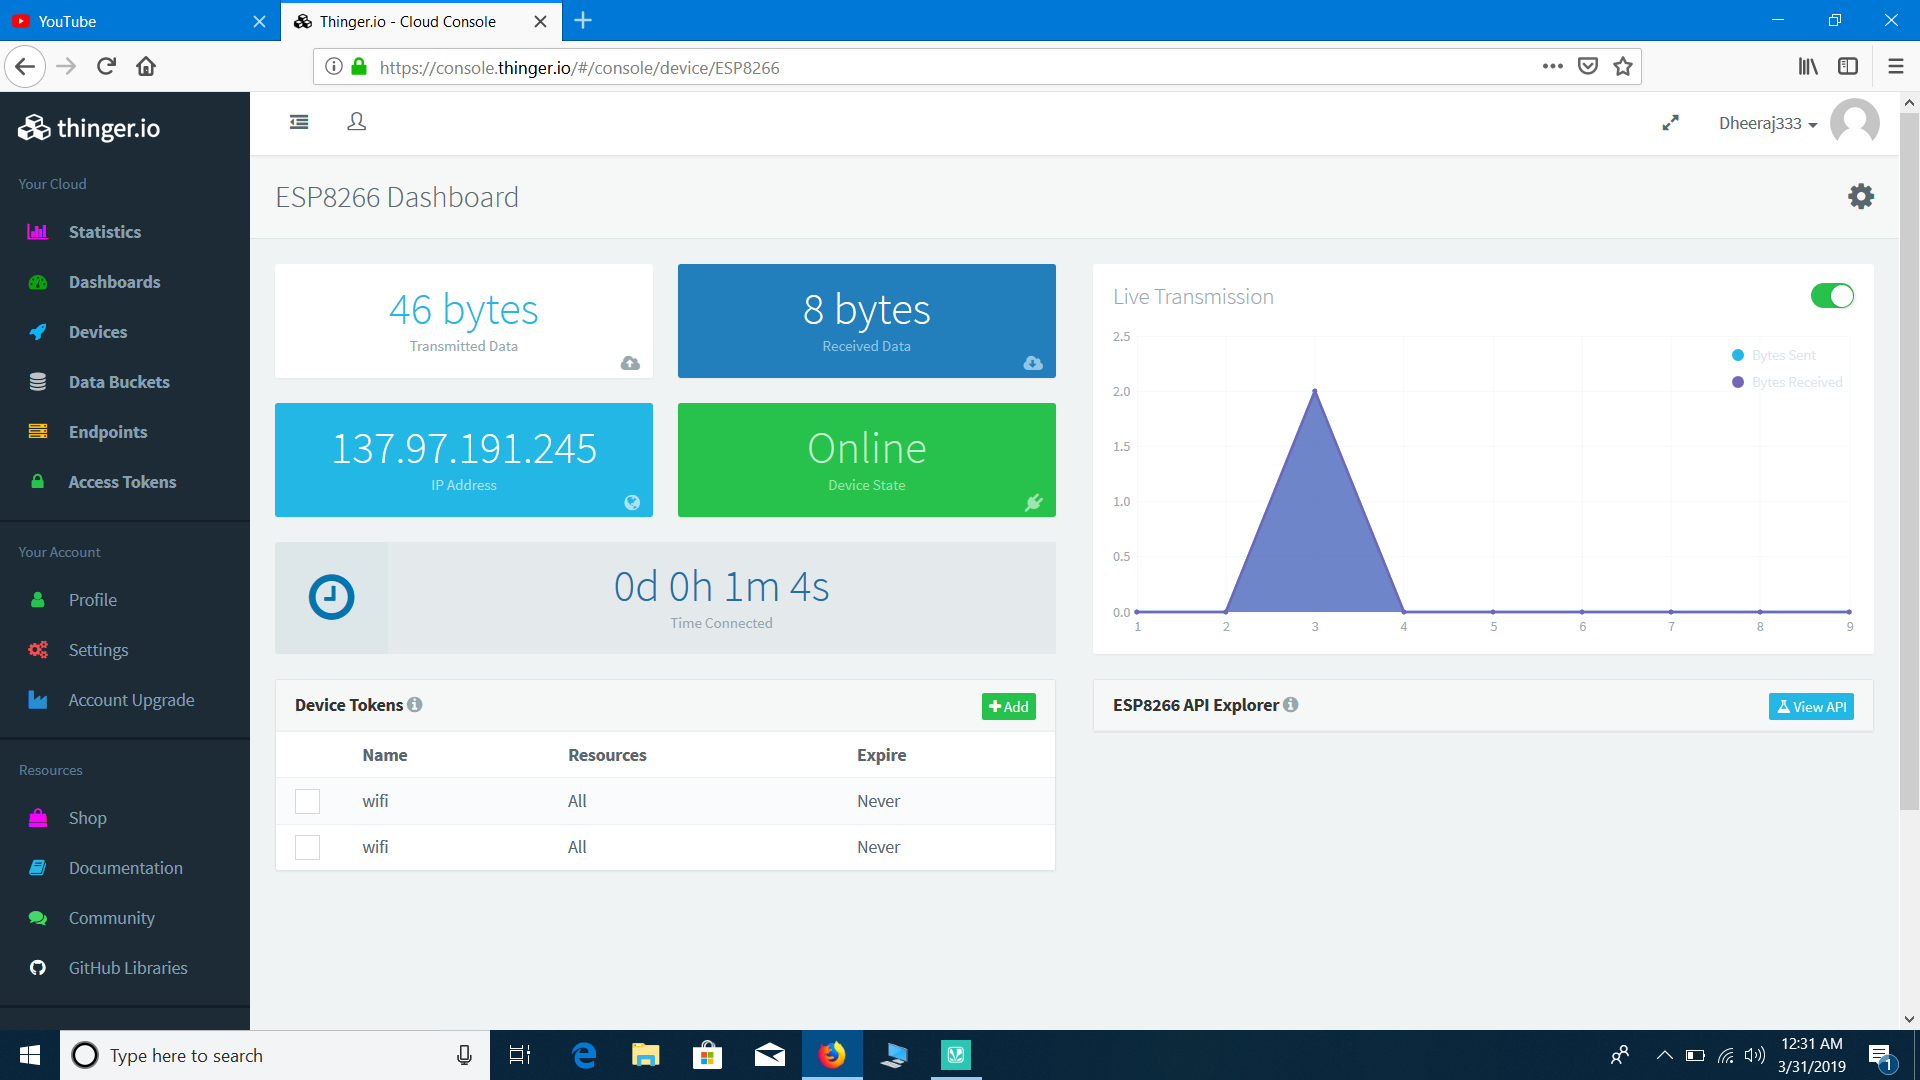 YouTube
Thinger.io - Cloud Console
https://console.thinger.io/#/console/device/ESP8266
thinger.io
Dheeraj333
Your Cloud
Statistics
Dashboards
Devices
Data Buckets
Endpoints
Access Tokens
Your Account
Profile
Settings
Account Upgrade
Resources
Shop
Documentation
Community
GitHub Libraries
ESP8266 Dashboard
46 bytes
Transmitted Data
8 bytes
Received Data
137.97.191.245
IP Address
Online
Device State
0d 0h 1m 4s
Time Connected
Live Transmission
Bytes Sent
Bytes Received
2.5
2.0
1.5
1.0
0.5
0.0
1 2 3 4 5 6 7 8 9
Device Tokens
Add
Name Resources Expire
wifi All Never
wifi All Never
ESP8266 API Explorer
View API
Type here to search
12:31 AM
3/31/2019
1